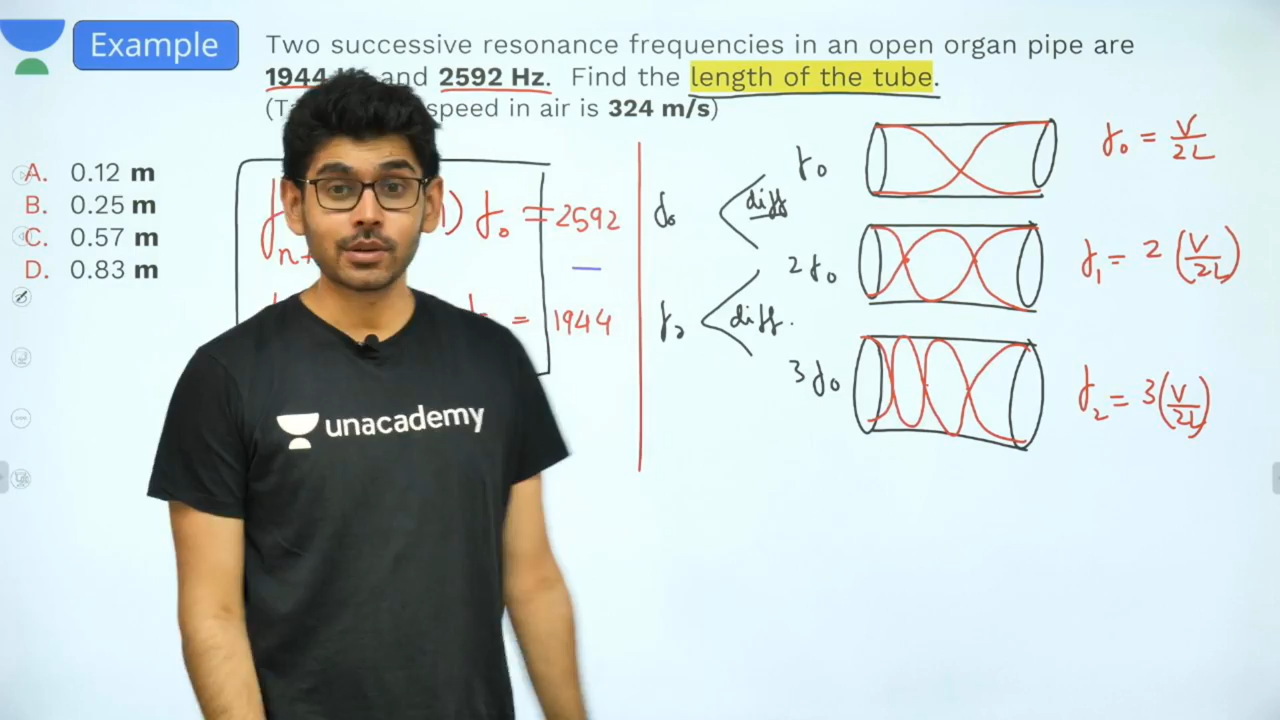 Example
Two successive resonance frequencies in an open organ pipe are
1944 and 2592 Hz. Find the length of the tube.
speed in air is 324 m/s)
A. 0.12 m
B. 0.25 m
C. 0.57 m
D. 0.83 m
) f₀ = 2592
= 1944
f₀
diff
f₀
f₀ = V/2L
2f₀
f₁ = 2 (V/2L)
diff.
3f₀
f₂ = 3(V/2L)
unacademy